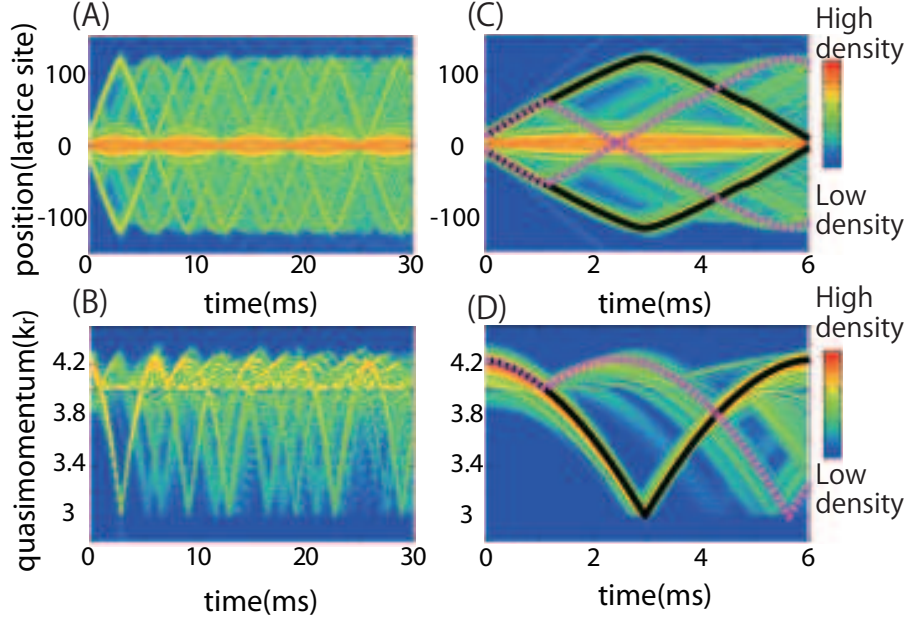 (A)
(C)
High
density
position(lattice site)
100
0
-100
100
0
-100
Low
density
0
10
20
30
0
2
4
6
time(ms)
time(ms)
(B)
(D)
High
density
quasimomentum(kr)
4.2
3.8
3.4
3
4.2
3.8
3.4
3
Low
density
0
10
20
30
0
2
4
6
time(ms)
time(ms)